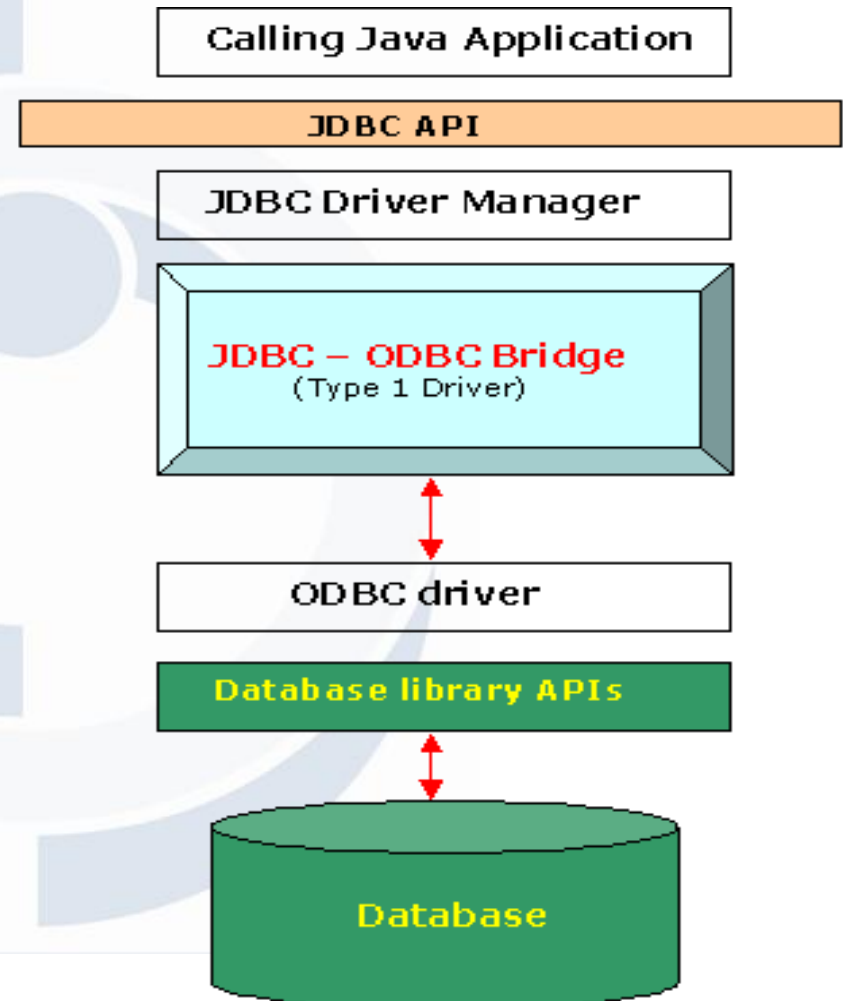 Calling Java Application
JDBC API
JDBC Driver Manager
JDBC – ODBC Bridge
(Type 1 Driver)
ODBC driver
Database library APIs
Database